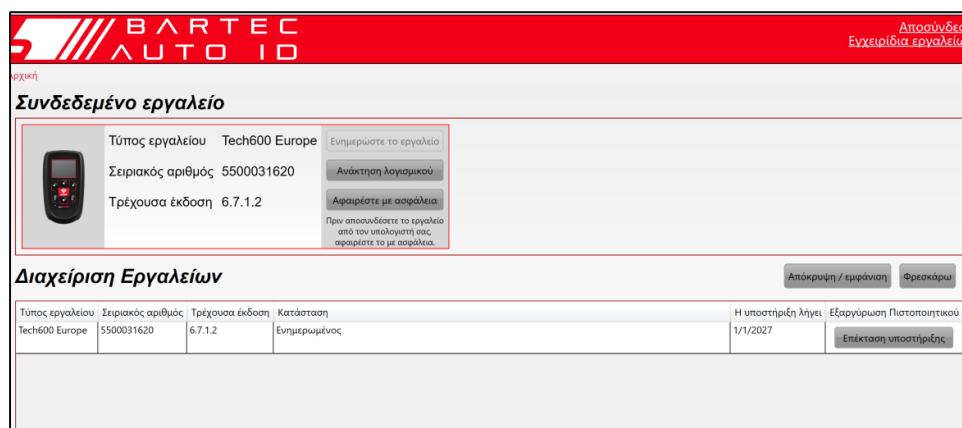 BARTEC
AUTO ID
Αποσύνδεσ
Εγχειρίδια εργαλείω
Αρχική
Συνδεδεμένο εργαλείο
Τύπος εργαλείου Tech600 Europe
Ενημερώστε το εργαλείο
Σειριακός αριθμός 5500031620
Ανάκτηση λογισμικού
Τρέχουσα έκδοση 6.7.1.2
Αφαιρέστε με ασφάλεια
Πριν αποσυνδέσετε το εργαλείο
από τον υπολογιστή σας,
αφαιρέστε το με ασφάλεια.
Διαχείριση Εργαλείων
Απόκρυψη / εμφάνιση Φρεσκάρω
Τύπος εργαλείου Σειριακός αριθμός Τρέχουσα έκδοση Κατάσταση Η υποστήριξη λήγει Εξαργύρωση Πιστοποιητικού
Tech600 Europe 5500031620 6.7.1.2 Ενημερωμένος 1/1/2027 Επέκταση υποστήριξης